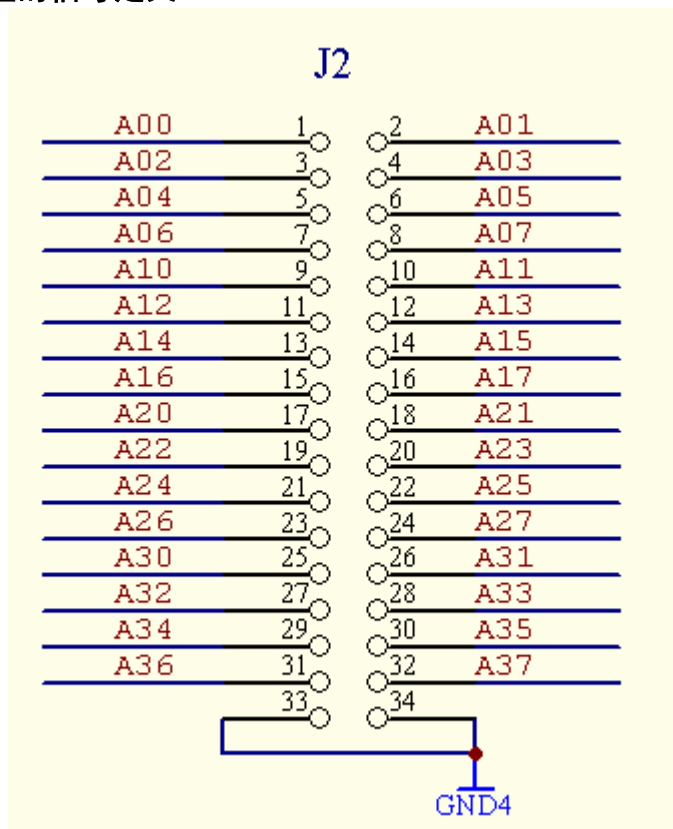 J2
A00 1 2 A01
A02 3 4 A03
A04 5 6 A05
A06 7 8 A07
A10 9 10 A11
A12 11 12 A13
A14 13 14 A15
A16 15 16 A17
A20 17 18 A21
A22 19 20 A23
A24 21 22 A25
A26 23 24 A27
A30 25 26 A31
A32 27 28 A33
A34 29 30 A35
A36 31 32 A37
33 34
GND4